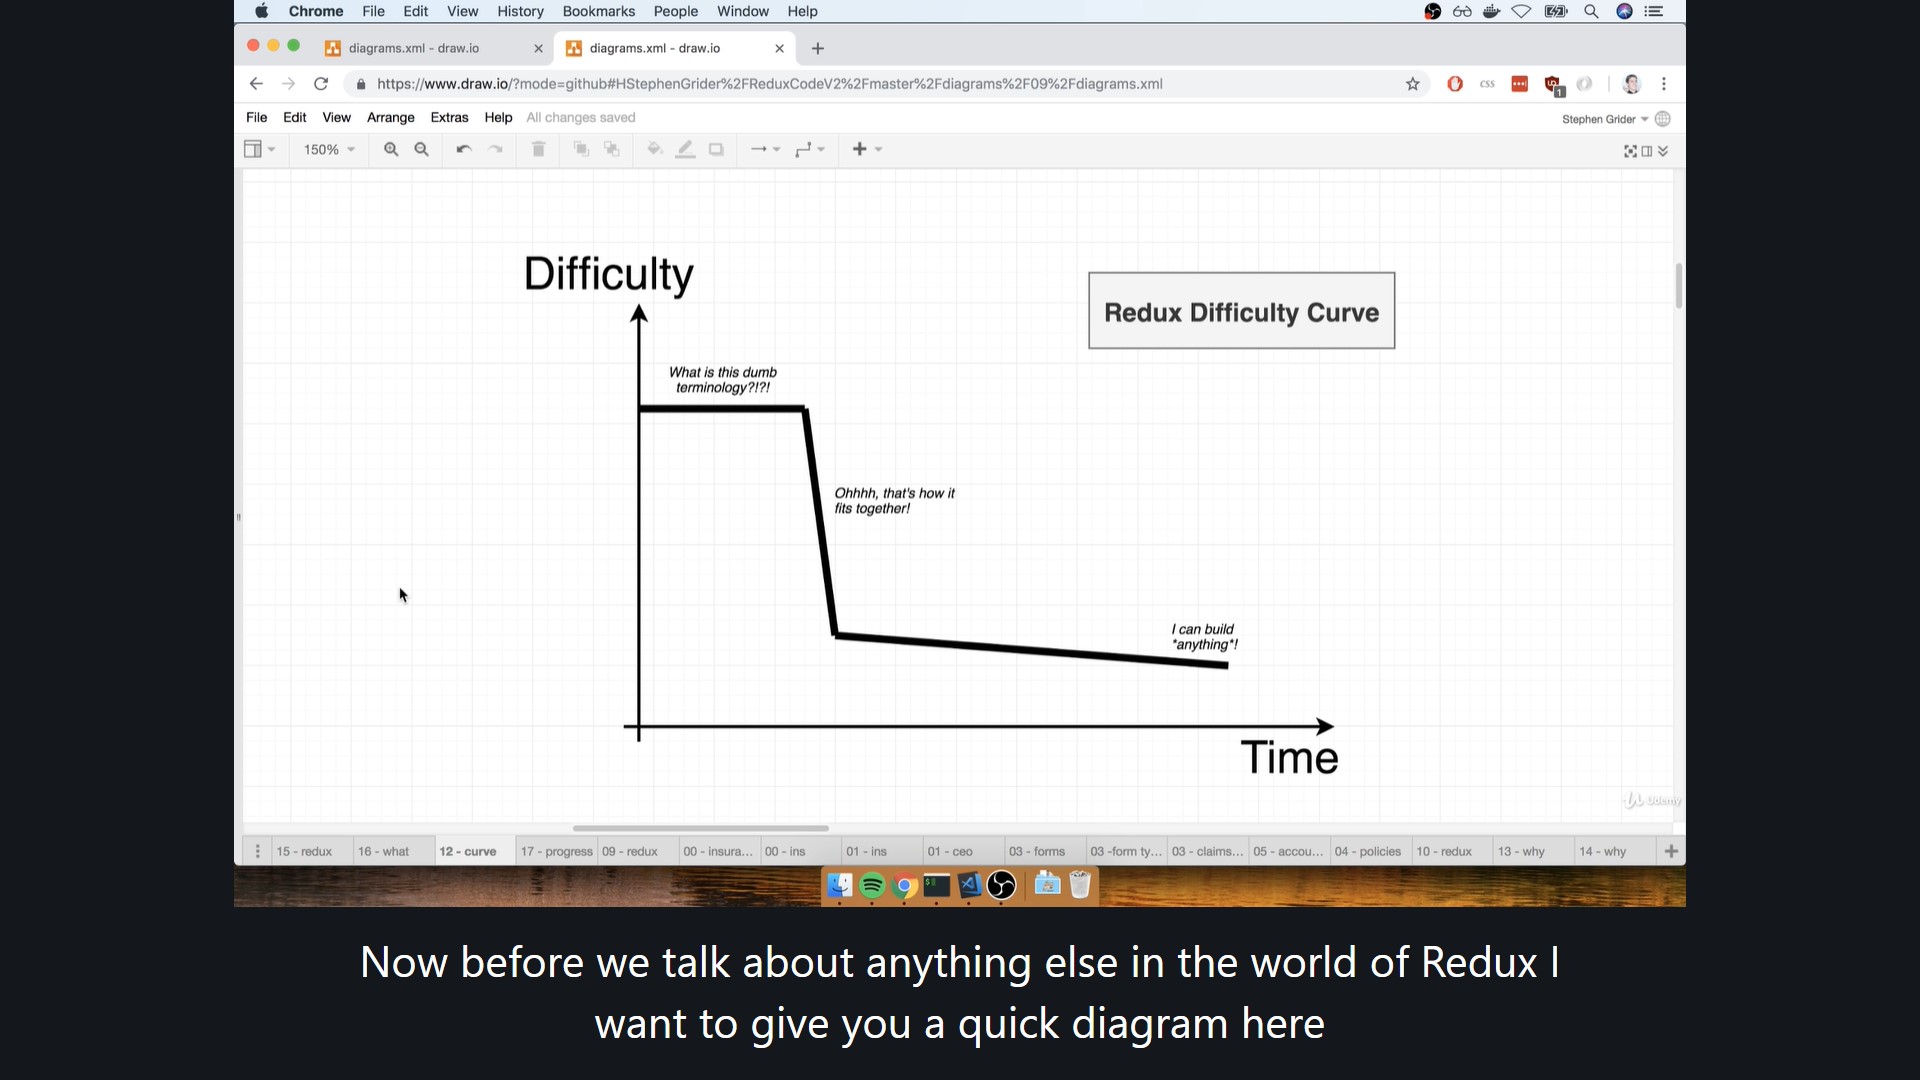 Chrome File Edit View History Bookmarks People Window Help
diagrams.xml - draw.io
diagrams.xml - draw.io
https://www.draw.io/?mode=github#HStephenGrider%2FReduxCodeV2%2Fmaster%2Fdiagrams%2F09%2Fdiagrams.xml
css
1
File Edit View Arrange Extras Help All changes saved
Stephen Grider
150%
Difficulty
Redux Difficulty Curve
What is this dumb
terminology?!?!
Ohhhh, that's how it
fits together!
I can build
*anything*!
Time
Udemy
15 - redux 16 - what 12 - curve 17 - progress 09 - redux 00 - insura... 00 - ins 01 - ins 01 - ceo 03 - forms 03 -form ty... 03 - claims... 05 - accou... 04 - policies 10 - redux 13 - why 14 - why
Now before we talk about anything else in the world of Redux I
want to give you a quick diagram here